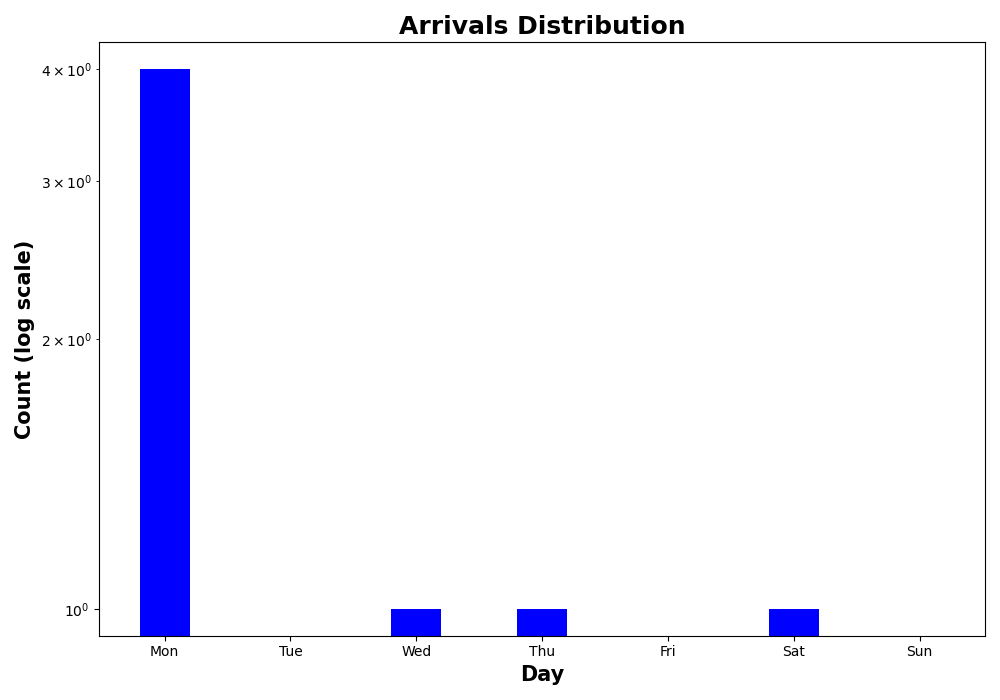 Arrivals Distribution
Count (log scale)
4 × 10⁰
3 × 10⁰
2 × 10⁰
10⁰
Mon Tue Wed Thu Fri Sat Sun
Day